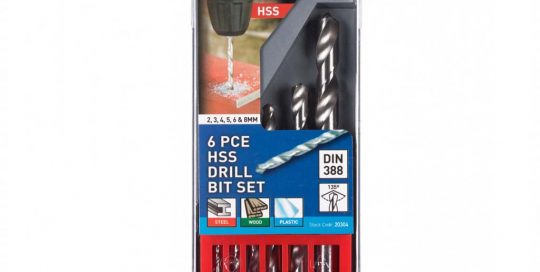 HSS
2, 3, 4, 5, 6 & 8MM
6 PCE
HSS
DRILL
BIT SET
DIN
388
135º
STEEL
WOOD
PLASTIC
Stock Code: 20304